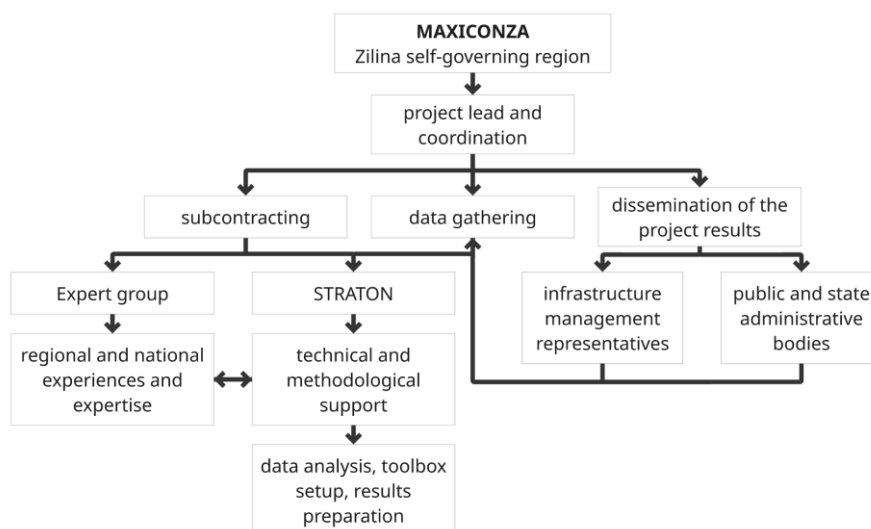 MAXICONZA
Zilina self-governing region
project lead and
coordination
subcontracting
data gathering
dissemination of the
project results
Expert group
STRATON
infrastructure
management
representatives
public and state
administrative
bodies
regional and national
experiences and
expertise
technical and
methodological
support
data analysis, toolbox
setup, results
preparation